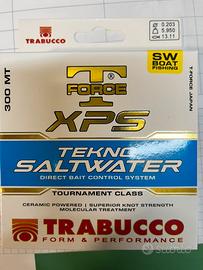 TRABUCCO
0.203
5.950
13.11
SW
BOAT
FISHING
300 MT
T
FORCE
XPS
T-FORCE JAPAN
TEKNO
SALTWATER
DIRECT BAIT CONTROL SYSTEM
TOURNAMENT CLASS
CERAMIC POWERED | SUPERIOR KNOT STRENGTH
MOLECULAR TREATMENT
TRABUCCO
FORM & PERFORMANCE
subito